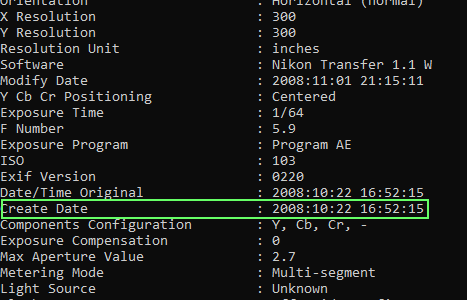 Orientation : Horizontal (normal)
X Resolution : 300
Y Resolution : 300
Resolution Unit : inches
Software : Nikon Transfer 1.1 W
Modify Date : 2008:11:01 21:15:11
Y Cb Cr Positioning : Centered
Exposure Time : 1/64
F Number : 5.9
Exposure Program : Program AE
ISO : 103
Exif Version : 0220
Date/Time Original : 2008:10:22 16:52:15
Create Date : 2008:10:22 16:52:15
Components Configuration : Y, Cb, Cr, -
Exposure Compensation : 0
Max Aperture Value : 2.7
Metering Mode : Multi-segment
Light Source : Unknown